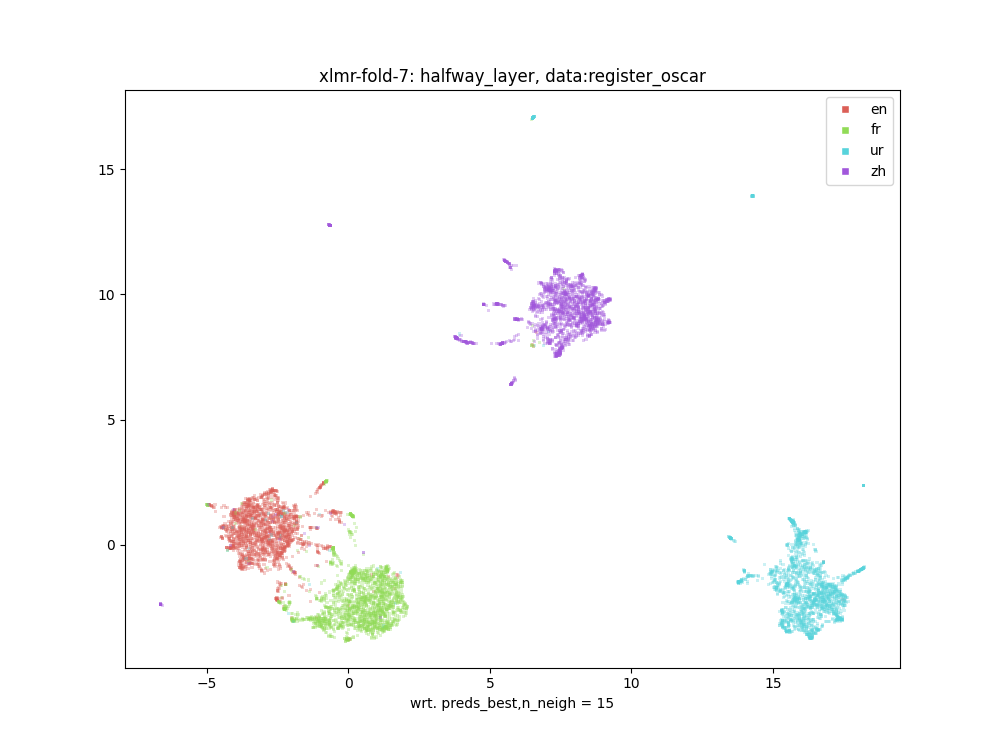 xlmr-fold-7: halfway_layer, data:register_oscar
en
fr
ur
zh
15
10
5
0
−5
0
5
10
15
wrt. preds_best,n_neigh = 15